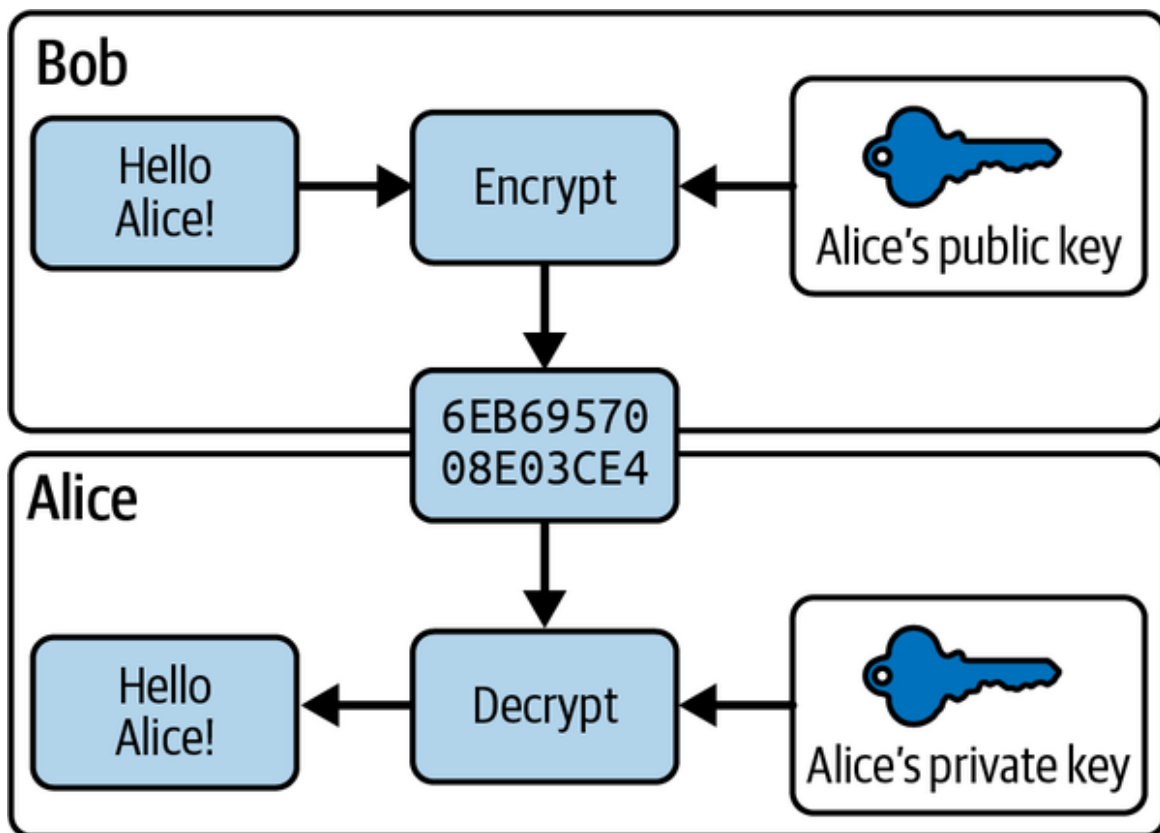 Bob
Hello
Alice!
Encrypt
Alice’s public key
6EB69570
08E03CE4
Alice
Hello
Alice!
Decrypt
Alice’s private key